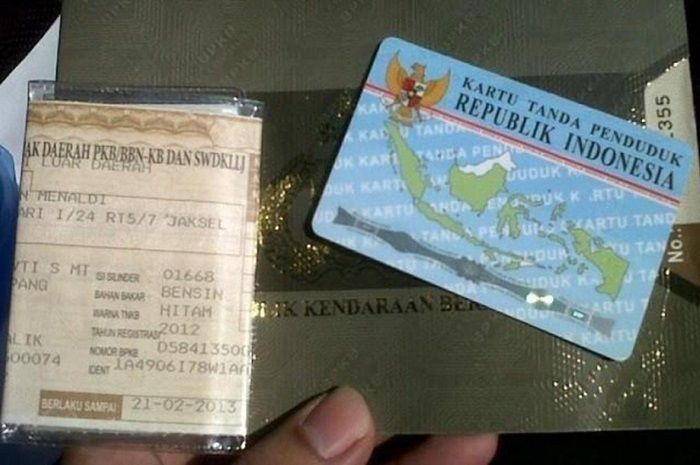 AK DAERAH PKB/BBN-KB DAN SWDKLLJ
LUAR DAERAH
N MENALDI
ARI I/24 RT5/7 JAKSEL
VTI S MT
PANG
ISI SILINDER 01668
BAHAN BAKAR BENSIN
WARNA TNKB HITAM
TAHUN REGISTRASI 2012
NOMOR BPKB D58413500
IDENT 1A4906I78W1AA
ALIK
00074
BERLAKU SAMPAI 21-02-2013
KARTU TANDA PENDUDUK
REPUBLIK INDONESIA
IK KENDARAAN BER
No.:
355